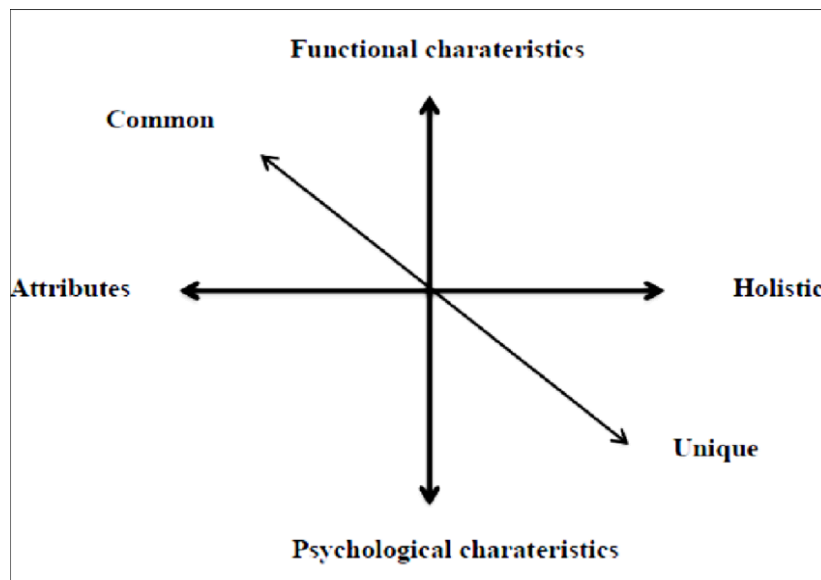 Functional charateristics
Common
Attributes
Holistic
Unique
Psychological charateristics